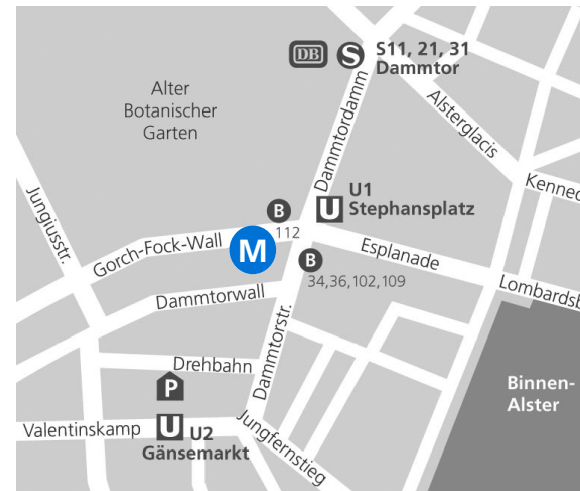 DB
S
S11, 21, 31
Dammtor
Alter
Botanischer
Garten
Alsterglacis
Dammtordamm
Jungiusstr.
U1
U
Stephansplatz
Kenned
B
112
Gorch-Fock-Wall
M
Esplanade
B
34,36,102,109
Lombardsb
Dammtorwall
Dammtorstr.
Drehbahn
P
Binnen-
Alster
Valentinskamp
U
U2
Gänsemarkt
Jungfernstieg